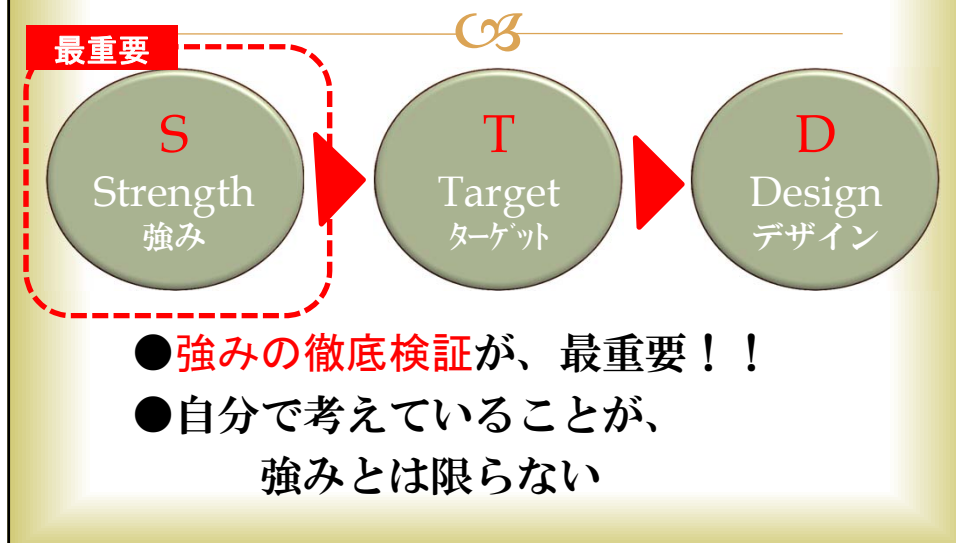 最重要
S
Strength
強み
T
Target
ターゲット
D
Design
デザイン
●強みの徹底検証が、最重要！！
●自分で考えていることが、
強みとは限らない